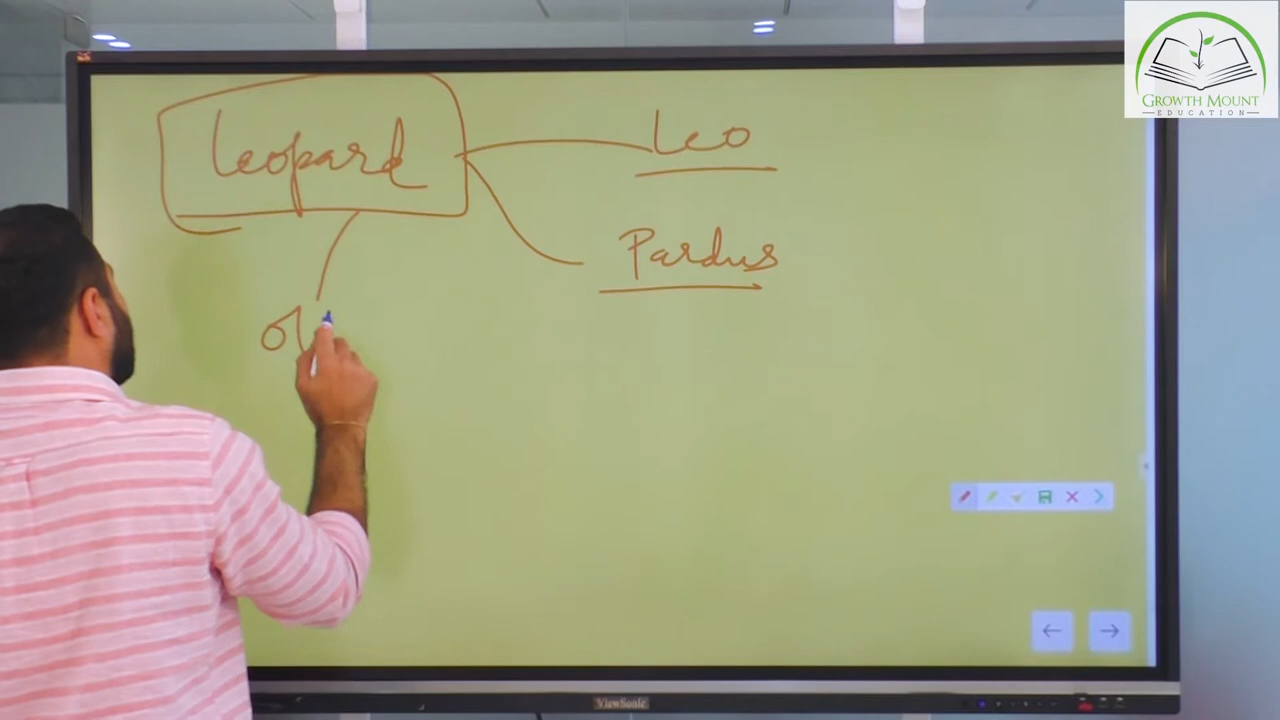 Leopard
Leo
Pardus
GROWTH MOUNT
EDUCATION
ViewSonic